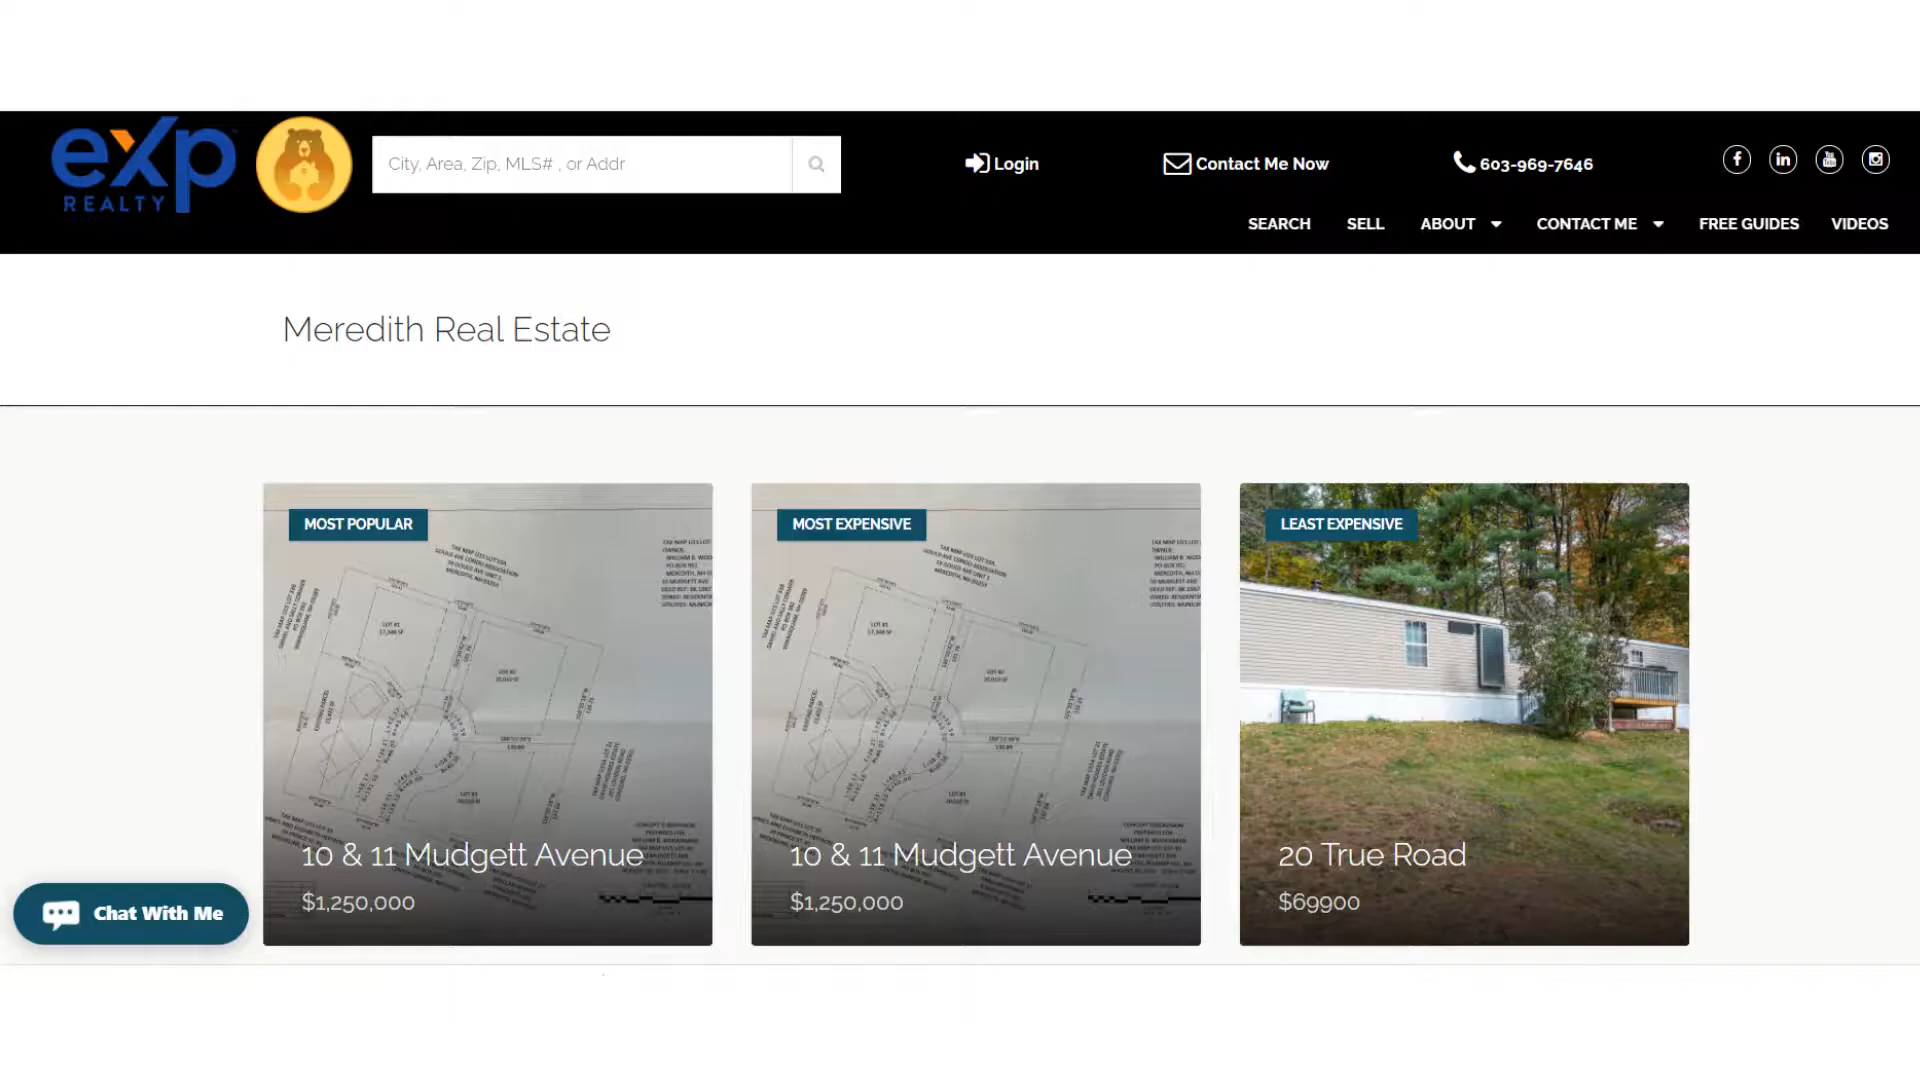 exp
REALTY
City, Area, Zip, MLS# , or Addr
Login
Contact Me Now
603-969-7646
SEARCH
SELL
ABOUT
CONTACT ME
FREE GUIDES
VIDEOS
Meredith Real Estate
MOST POPULAR
10 & 11 Mudgett Avenue
$1,250,000
MOST EXPENSIVE
10 & 11 Mudgett Avenue
$1,250,000
LEAST EXPENSIVE
20 True Road
$69900
Chat With Me